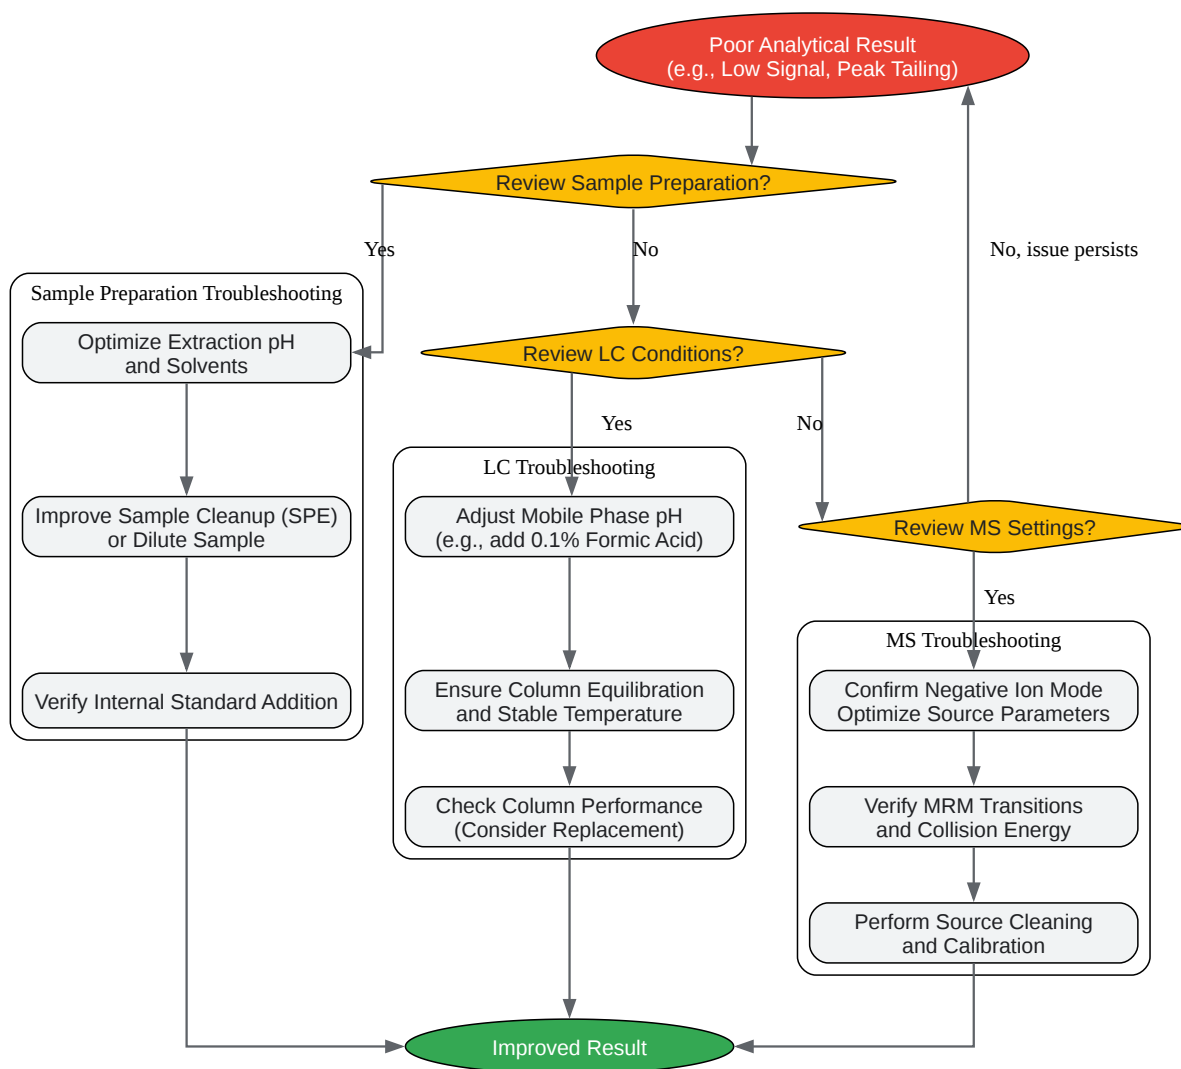 Poor Analytical Result
(e.g., Low Signal, Peak Tailing)
Review Sample Preparation?
Yes
No
No, issue persists
Sample Preparation Troubleshooting
Optimize Extraction pH
and Solvents
Review LC Conditions?
Yes
No
LC Troubleshooting
Improve Sample Cleanup (SPE)
or Dilute Sample
Adjust Mobile Phase pH
(e.g., add 0.1% Formic Acid)
Review MS Settings?
Yes
MS Troubleshooting
Verify Internal Standard Addition
Ensure Column Equilibration
and Stable Temperature
Confirm Negative Ion Mode
Optimize Source Parameters
Check Column Performance
(Consider Replacement)
Verify MRM Transitions
and Collision Energy
Perform Source Cleaning
and Calibration
Improved Result